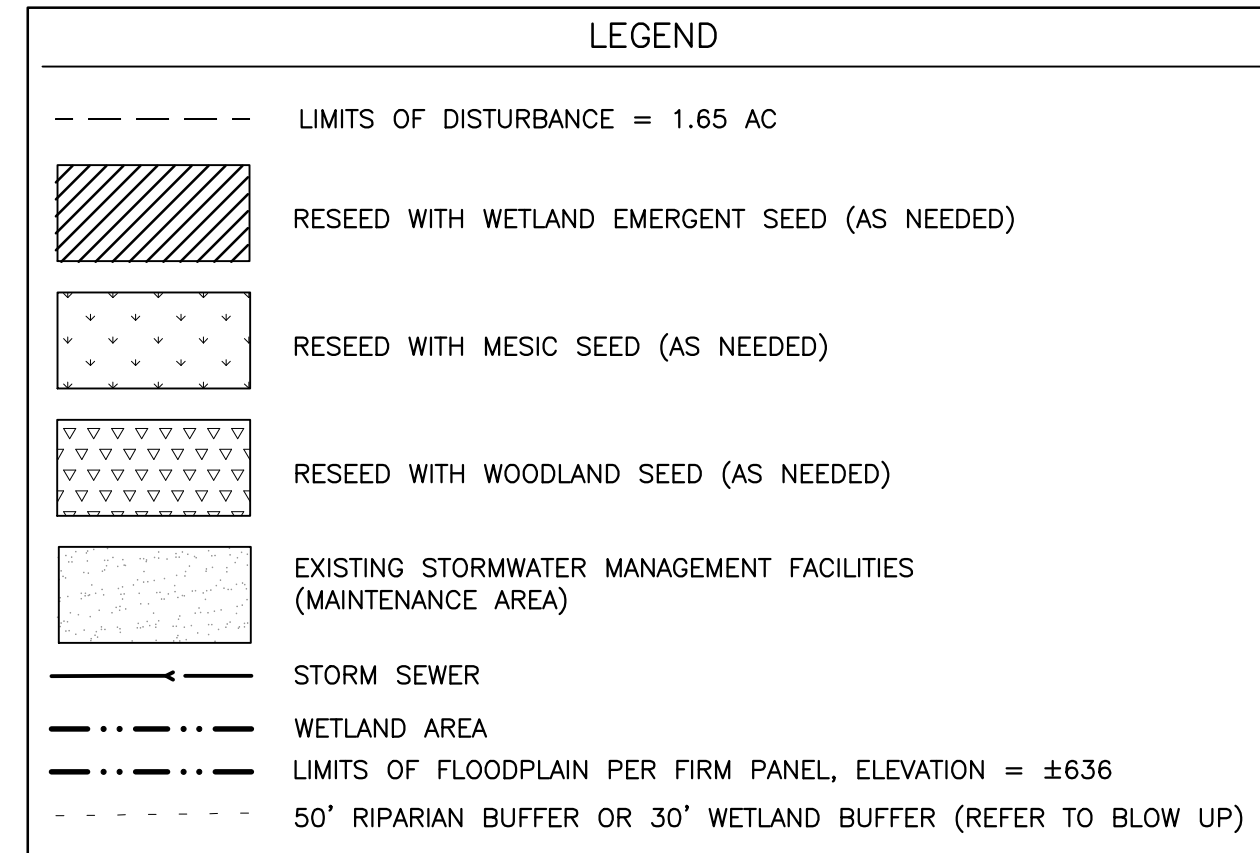 LEGEND
LIMITS OF DISTURBANCE = 1.65 AC
RESEED WITH WETLAND EMERGENT SEED (AS NEEDED)
RESEED WITH MESIC SEED (AS NEEDED)
RESEED WITH WOODLAND SEED (AS NEEDED)
EXISTING STORMWATER MANAGEMENT FACILITIES
(MAINTENANCE AREA)
STORM SEWER
WETLAND AREA
LIMITS OF FLOODPLAIN PER FIRM PANEL, ELEVATION = ±636
50' RIPARIAN BUFFER OR 30' WETLAND BUFFER (REFER TO BLOW UP)